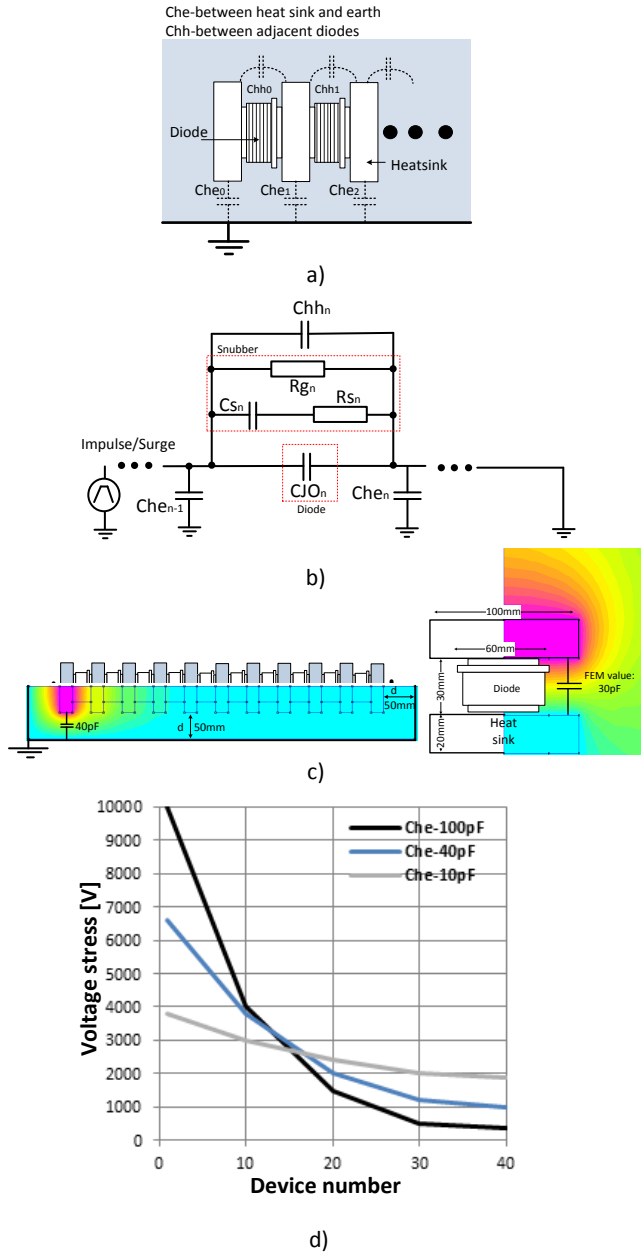 Che-between heat sink and earth
Chh-between adjacent diodes
Chh0
Chh1
Diode
Heatsink
Che0
Che1
Che2
a)
Chhn
Snubber
Rgn
Csn
Rsn
Impulse/Surge
CJOn
Diode
Chen-1
Chen
b)
100mm
60mm
30mm
Diode
FEM value:
30pF
Heat
sink
20mm
d
50mm
40pF
d
50mm
c)
10000
9000
8000
7000
6000
5000
4000
3000
2000
1000
0
Voltage stress [V]
Che-100pF
Che-40pF
Che-10pF
0
10
20
30
40
Device number
d)